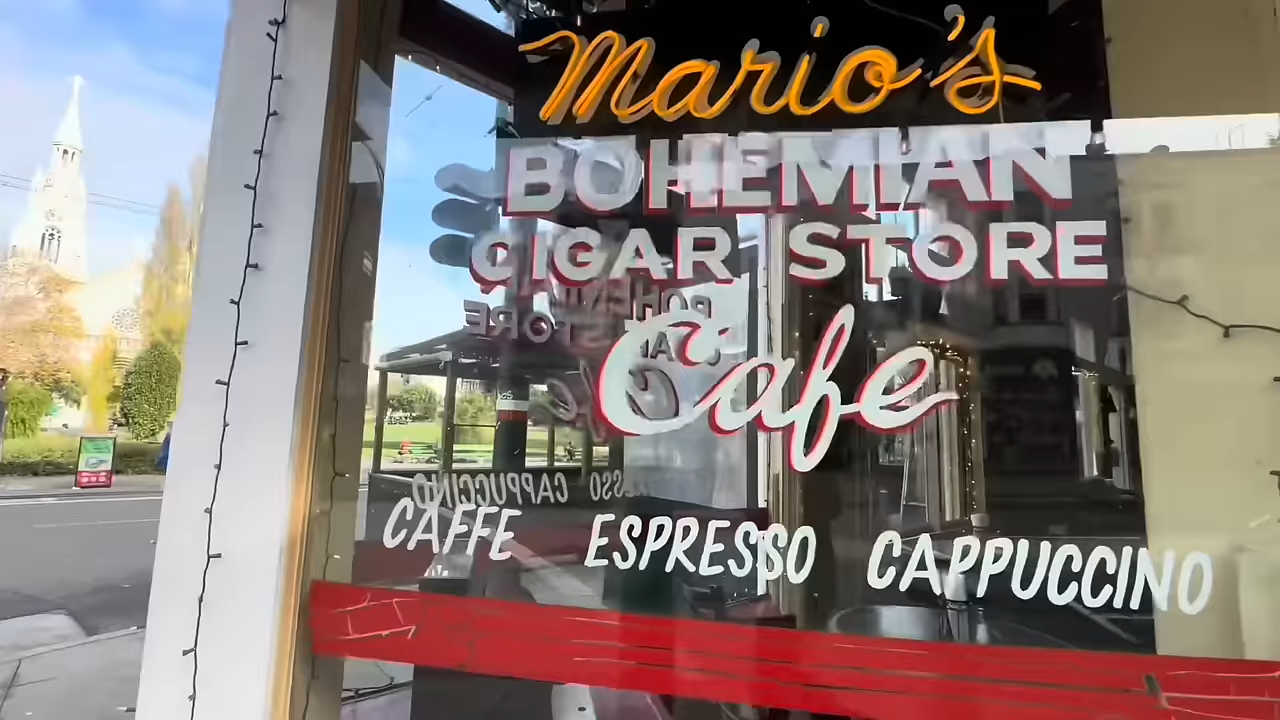 Mario's
BOHEMIAN
CIGAR STORE
Cafe
CAFFE ESPRESSO CAPPUCCINO